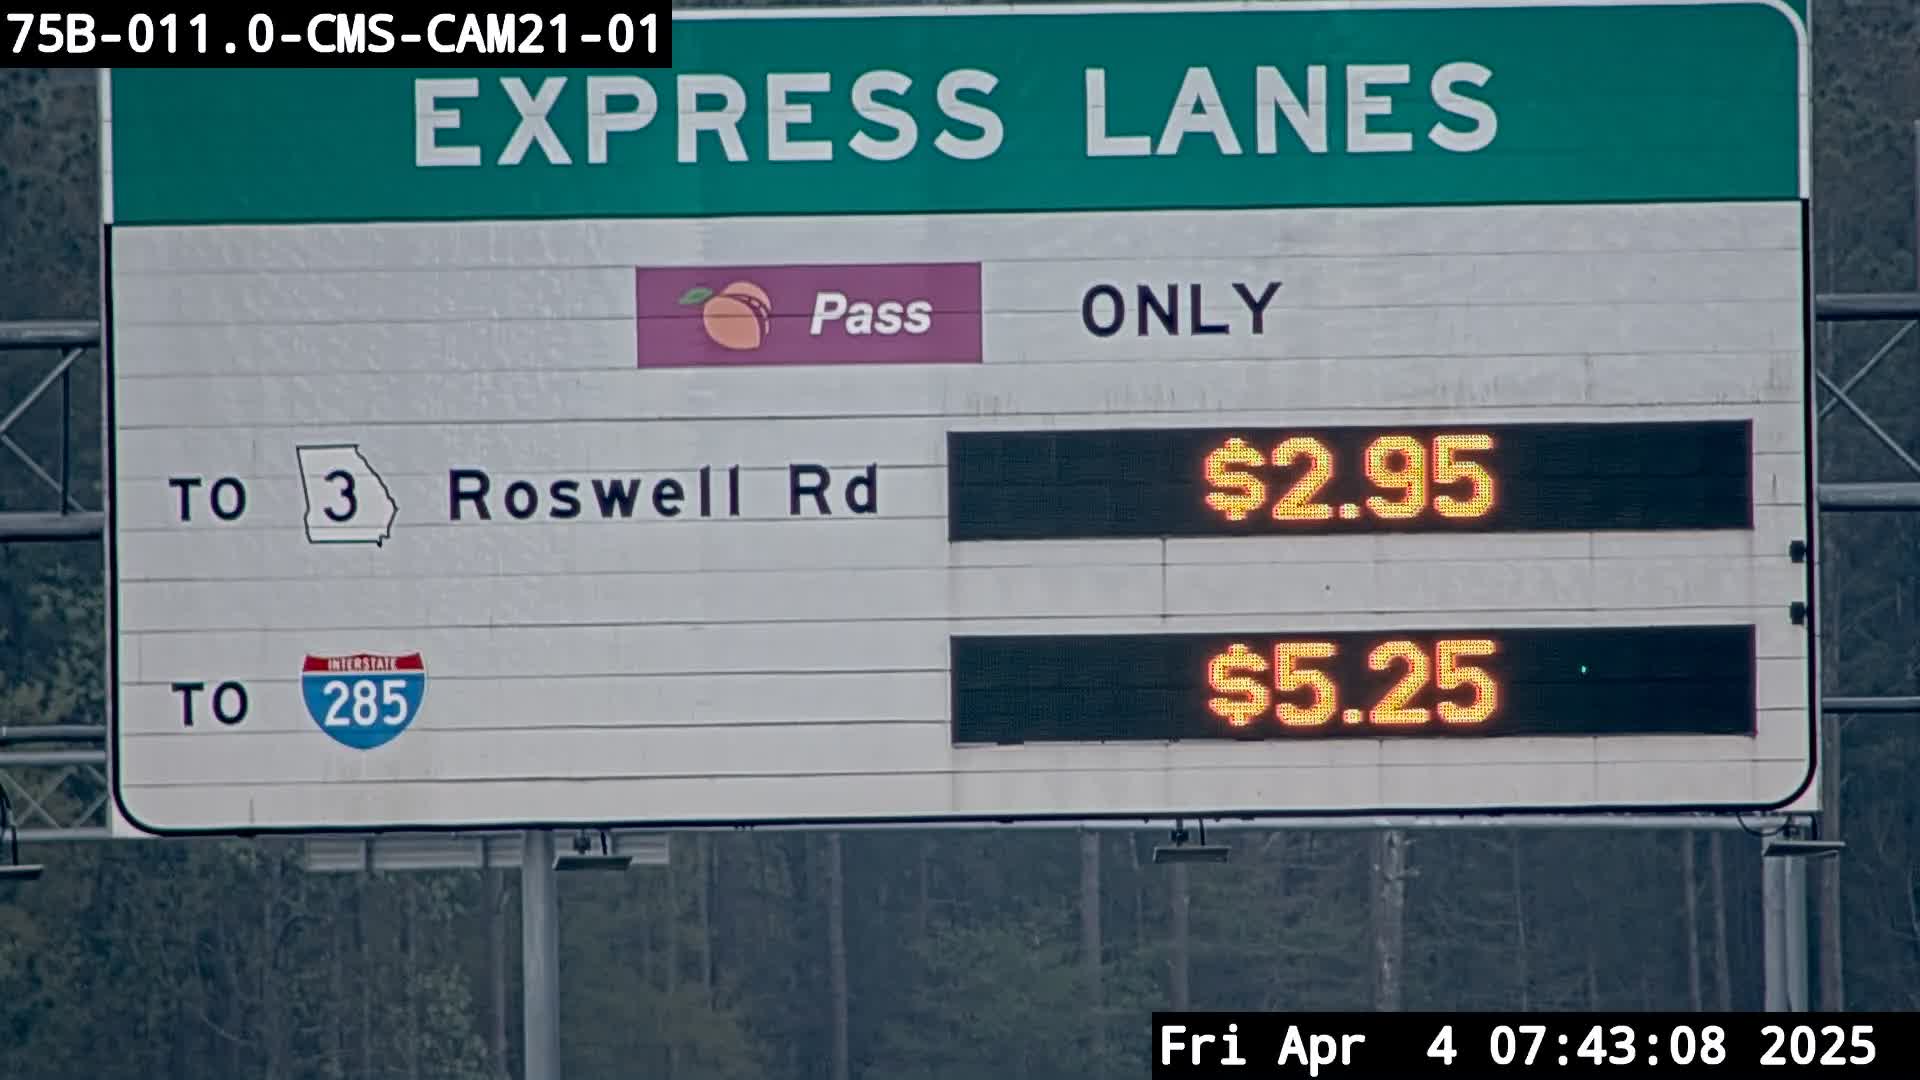 75B-011.0-CMS-CAM21-01
EXPRESS LANES
Pass ONLY
TO 3 Roswell Rd $2.95
INTERSTATE
TO 285 $5.25
Fri Apr 4 07:43:08 2025